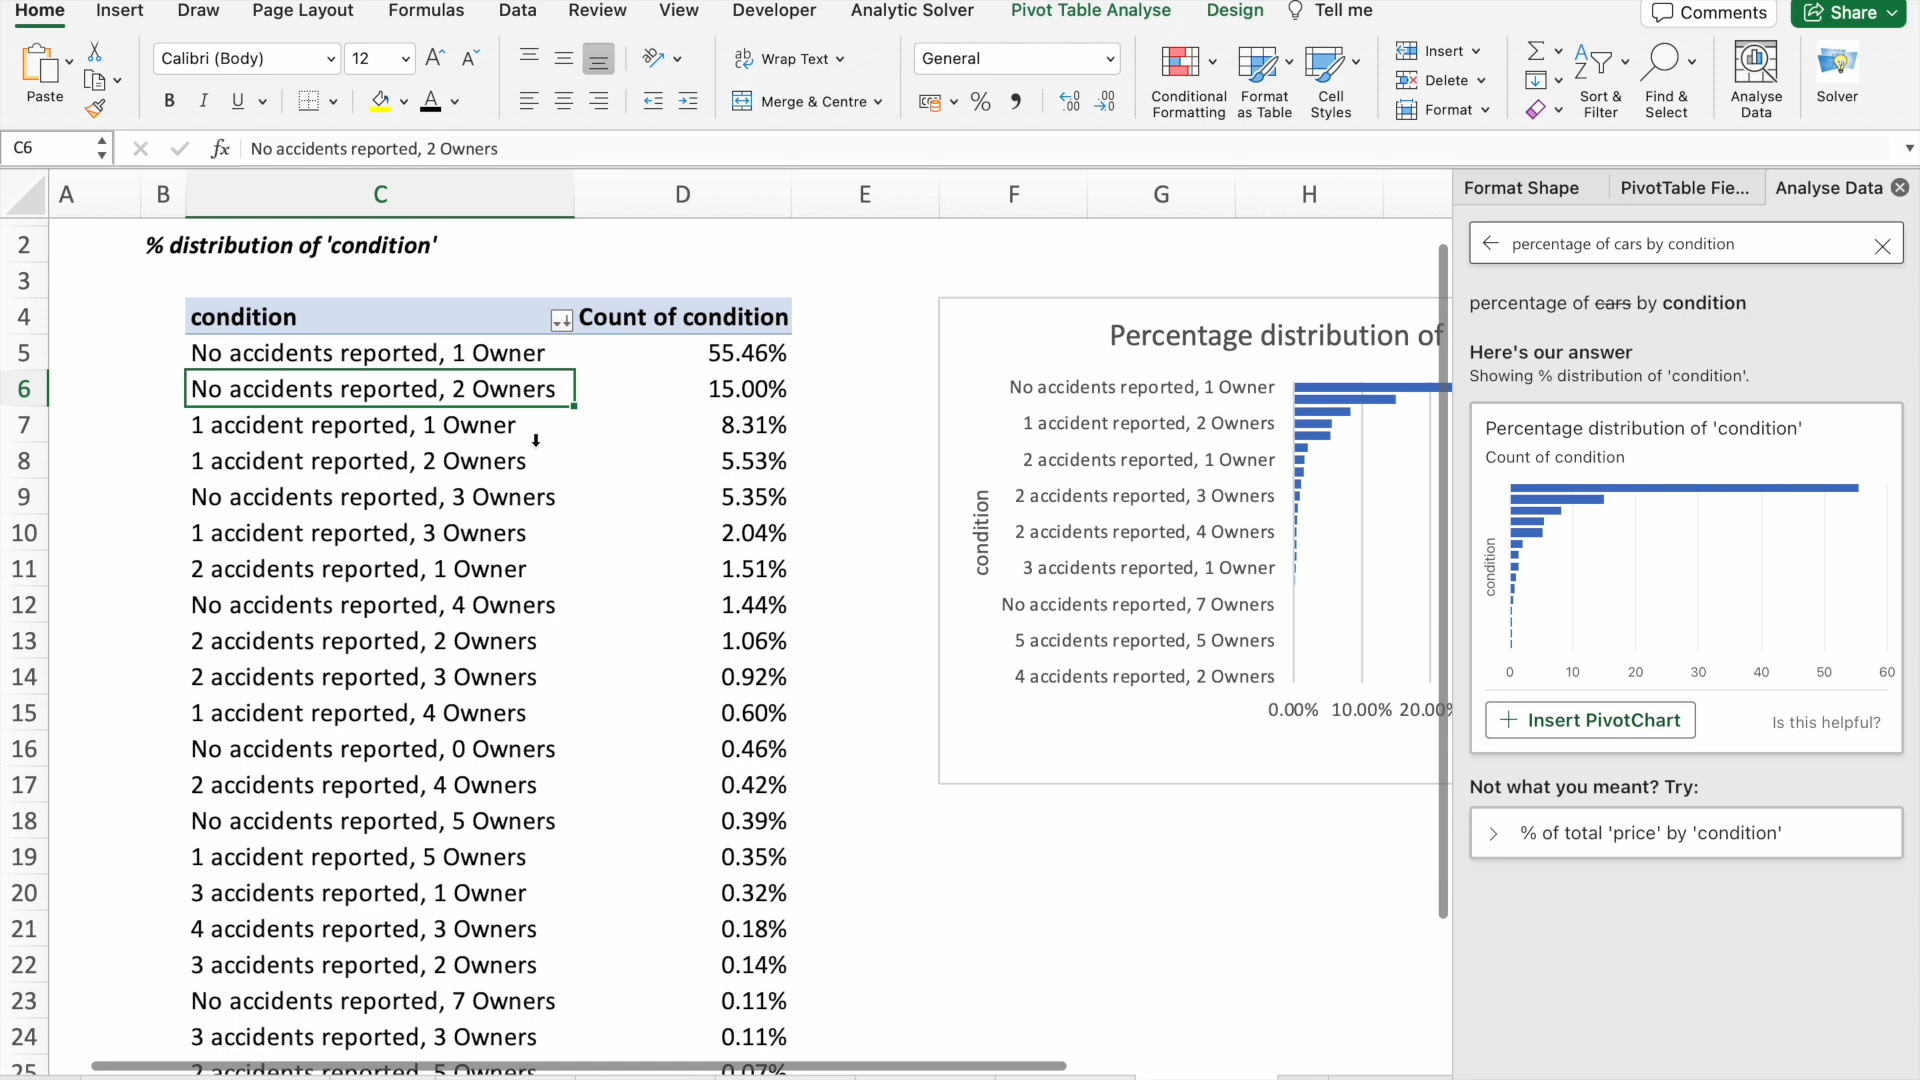 Home Insert Draw Page Layout Formulas Data Review View Developer Analytic Solver Pivot Table Analyse Design Tell me Comments Share
Paste
Calibri (Body) 12
B I U
Wrap Text
Merge & Centre
General
Conditional Formatting
Format as Table
Cell Styles
Insert
Delete
Format
Sort & Filter
Find & Select
Analyse Data
Solver
C6 fx No accidents reported, 2 Owners
A B C D E F G H
2 % distribution of 'condition'
3
4 condition Count of condition
5 No accidents reported, 1 Owner 55.46%
6 No accidents reported, 2 Owners 15.00%
7 1 accident reported, 1 Owner 8.31%
8 1 accident reported, 2 Owners 5.53%
9 No accidents reported, 3 Owners 5.35%
10 1 accident reported, 3 Owners 2.04%
11 2 accidents reported, 1 Owner 1.51%
12 No accidents reported, 4 Owners 1.44%
13 2 accidents reported, 2 Owners 1.06%
14 2 accidents reported, 3 Owners 0.92%
15 1 accident reported, 4 Owners 0.60%
16 No accidents reported, 0 Owners 0.46%
17 2 accidents reported, 4 Owners 0.42%
18 No accidents reported, 5 Owners 0.39%
19 1 accident reported, 5 Owners 0.35%
20 3 accidents reported, 1 Owner 0.32%
21 4 accidents reported, 3 Owners 0.18%
22 3 accidents reported, 2 Owners 0.14%
23 No accidents reported, 7 Owners 0.11%
24 3 accidents reported, 3 Owners 0.11%
25 2 accidents reported, 5 Owners 0.07%
Percentage distribution of
condition
No accidents reported, 1 Owner
1 accident reported, 2 Owners
2 accidents reported, 1 Owner
2 accidents reported, 3 Owners
2 accidents reported, 4 Owners
3 accidents reported, 1 Owner
No accidents reported, 7 Owners
5 accidents reported, 5 Owners
4 accidents reported, 2 Owners
0.00% 10.00% 20.00%
Format Shape PivotTable Fie... Analyse Data
percentage of cars by condition
percentage of cars by condition
Here's our answer
Showing % distribution of 'condition'.
Percentage distribution of 'condition'
Count of condition
condition
0 10 20 30 40 50 60
Insert PivotChart Is this helpful?
Not what you meant? Try:
% of total 'price' by 'condition'